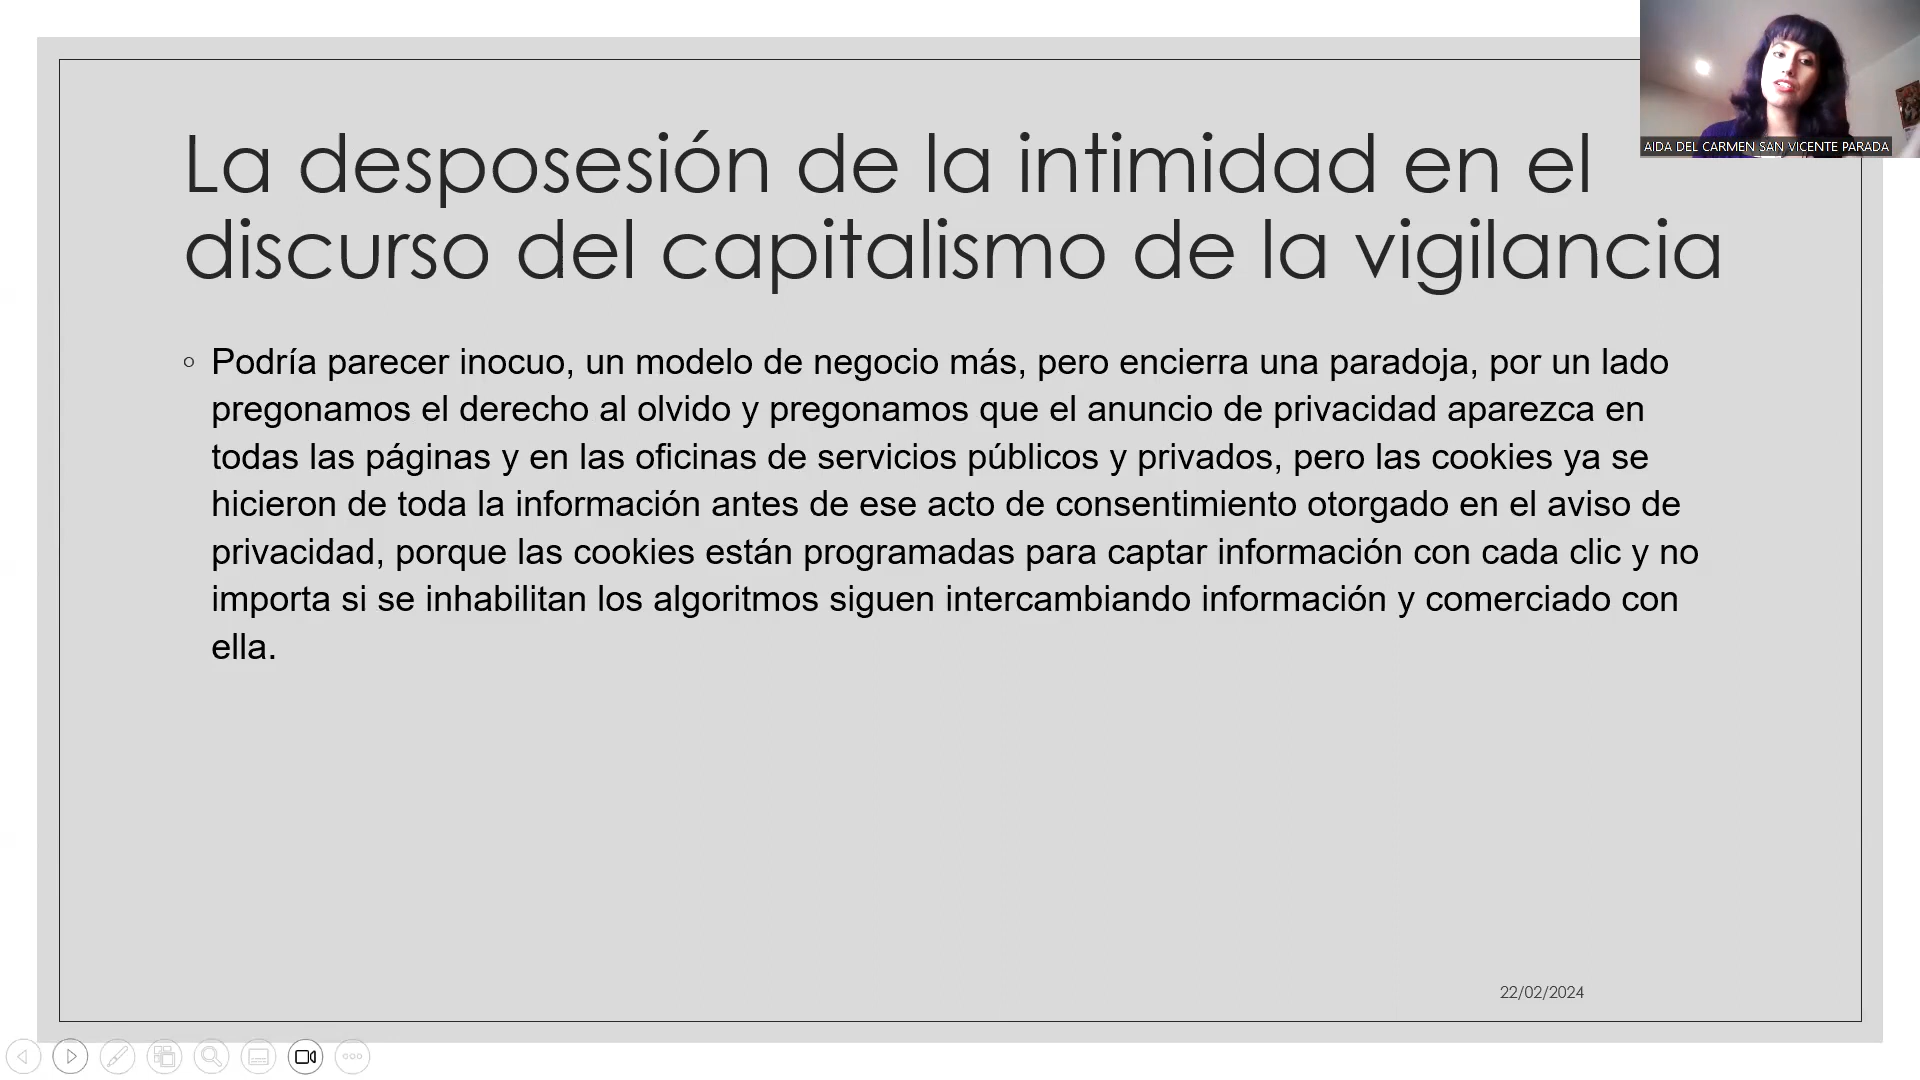 AIDA DEL CARMEN SAN VICENTE PARADA
La desposesión de la intimidad en el
discurso del capitalismo de la vigilancia
Podría parecer inocuo, un modelo de negocio más, pero encierra una paradoja, por un lado
pregonamos el derecho al olvido y pregonamos que el anuncio de privacidad aparezca en
todas las páginas y en las oficinas de servicios públicos y privados, pero las cookies ya se
hicieron de toda la información antes de ese acto de consentimiento otorgado en el aviso de
privacidad, porque las cookies están programadas para captar información con cada clic y no
importa si se inhabilitan los algoritmos siguen intercambiando información y comerciado con
ella.
22/02/2024